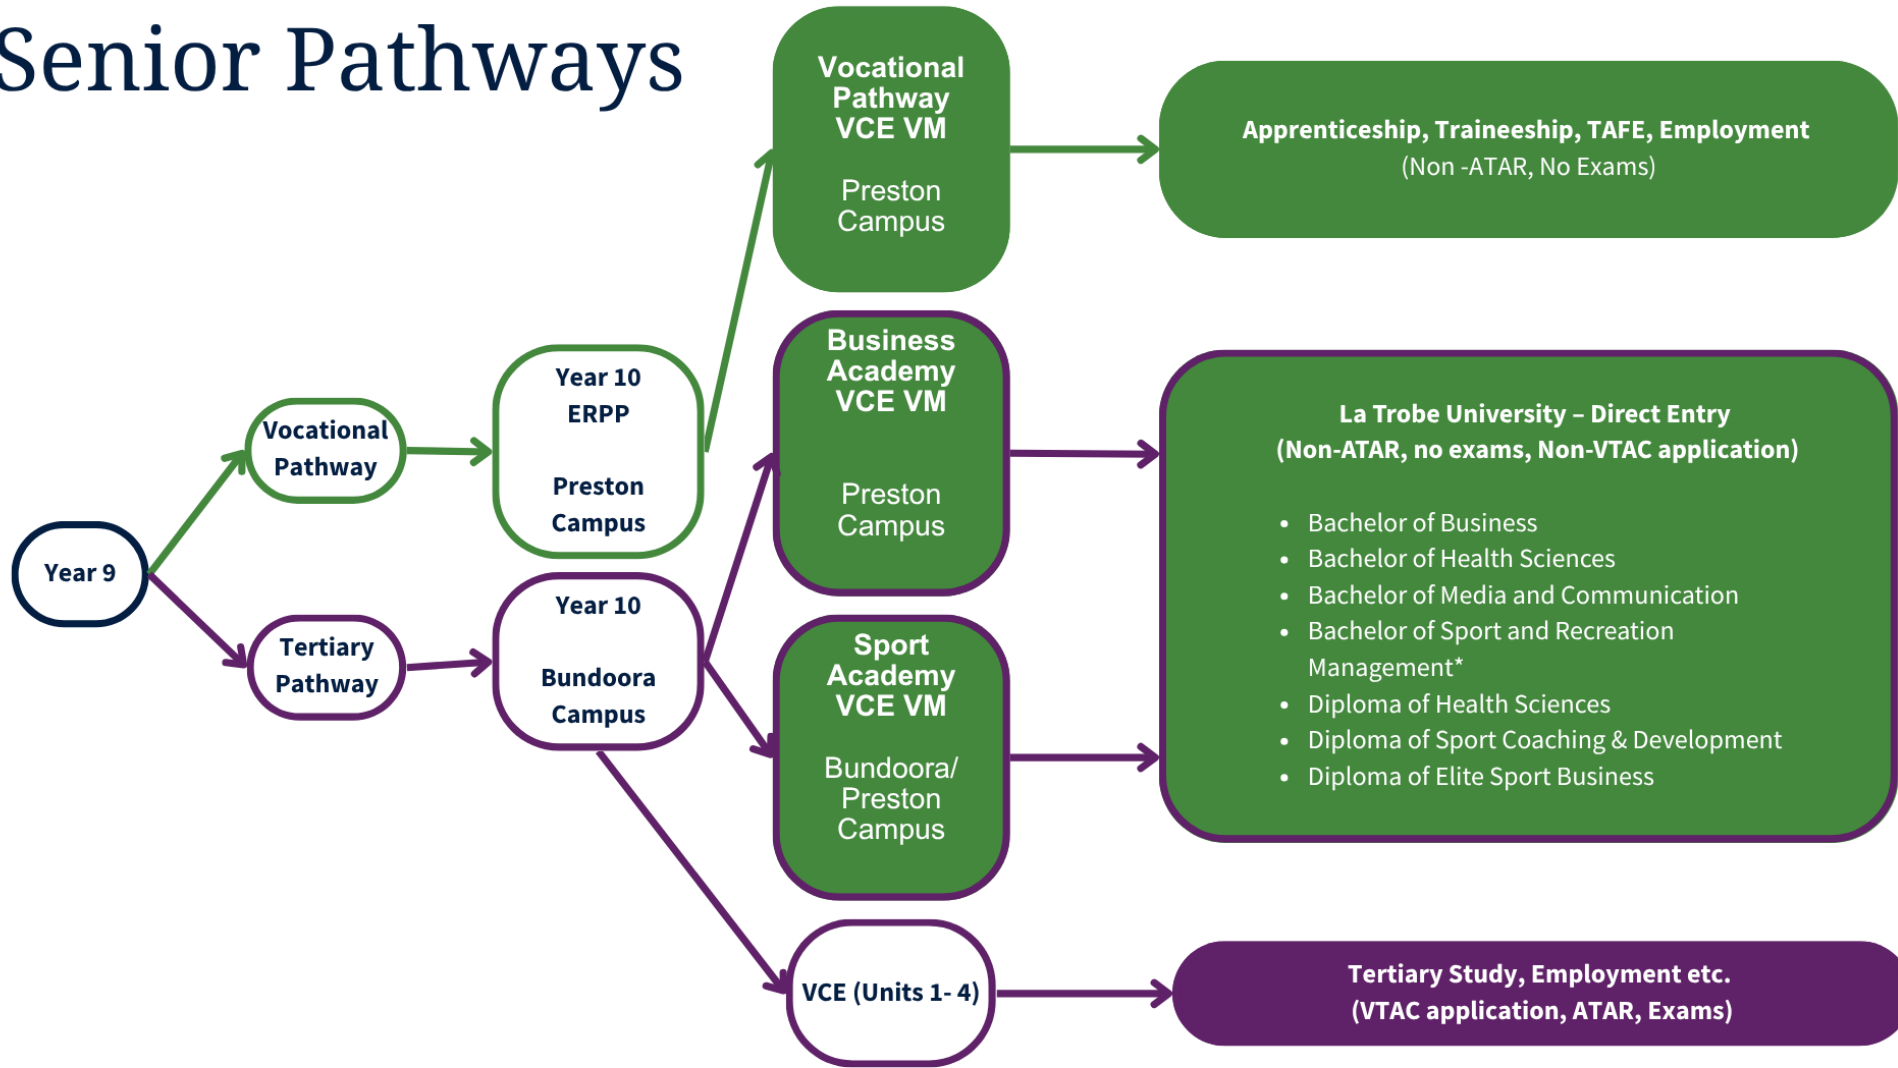 Senior Pathways
Year 9
Vocational
Pathway
Tertiary
Pathway
Year 10
ERPP
Preston
Campus
Year 10
Bundoora
Campus
Vocational
Pathway
VCE VM
Preston
Campus
Business
Academy
VCE VM
Preston
Campus
Sport
Academy
VCE VM
Bundoora/
Preston
Campus
VCE (Units 1- 4)
Apprenticeship, Traineeship, TAFE, Employment
(Non -ATAR, No Exams)
La Trobe University – Direct Entry
(Non-ATAR, no exams, Non-VTAC application)
• Bachelor of Business
• Bachelor of Health Sciences
• Bachelor of Media and Communication
• Bachelor of Sport and Recreation
Management*
• Diploma of Health Sciences
• Diploma of Sport Coaching & Development
• Diploma of Elite Sport Business
Tertiary Study, Employment etc.
(VTAC application, ATAR, Exams)